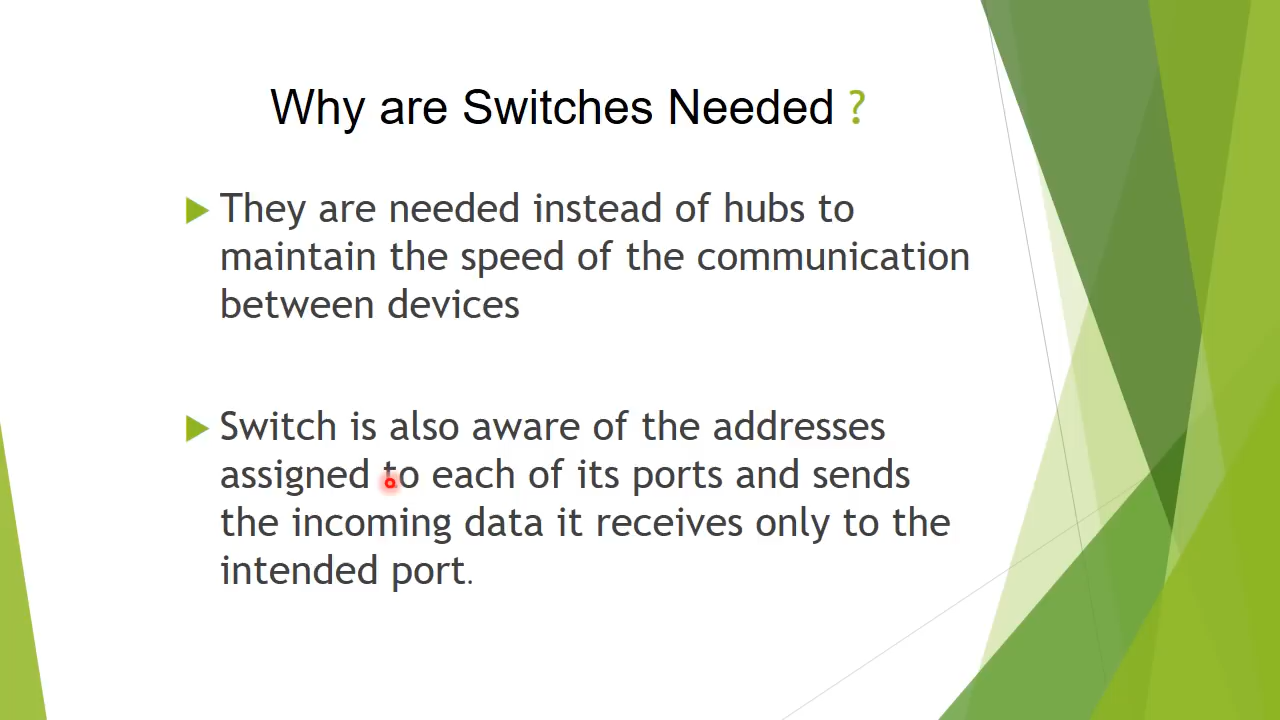 Why are Switches Needed ?
They are needed instead of hubs to
maintain the speed of the communication
between devices
Switch is also aware of the addresses
assigned to each of its ports and sends
the incoming data it receives only to the
intended port.